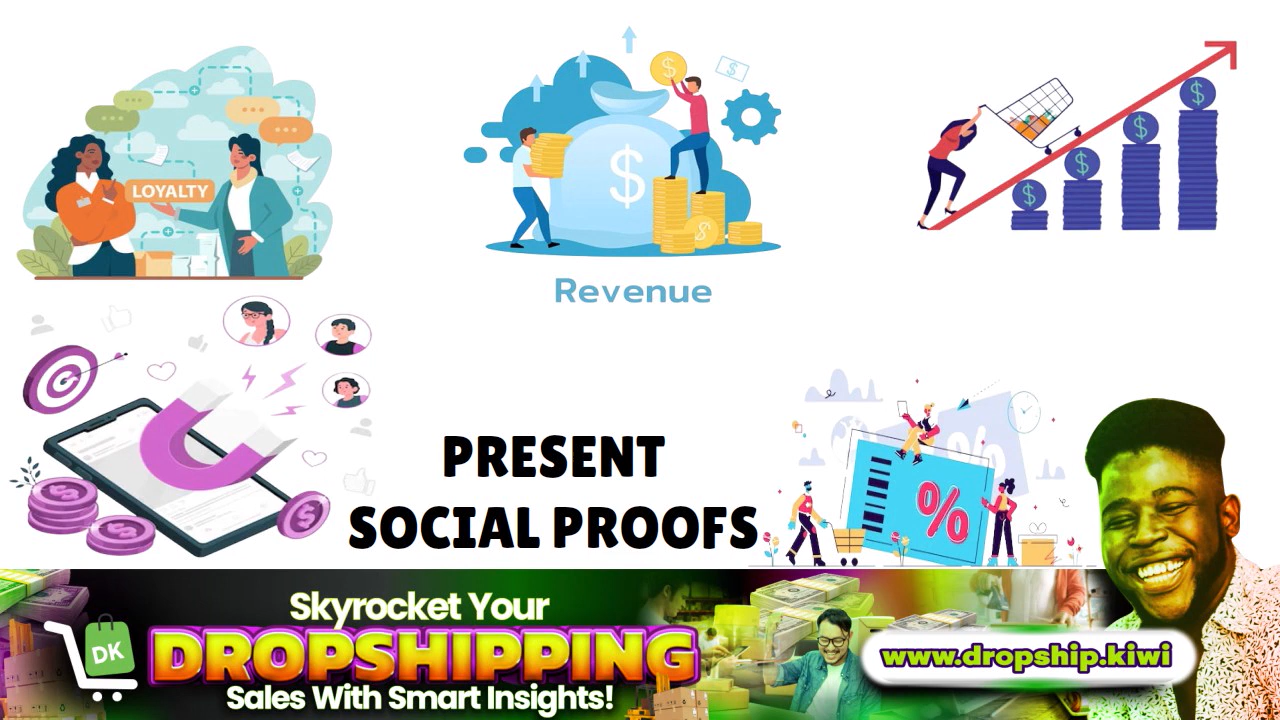 LOYALTY
$
$
Revenue
$
$
$
$
$
$
$
$
PRESENT
SOCIAL PROOFS
%
%
Skyrocket Your
DROPSHIPPING
Sales With Smart Insights!
DK
www.dropship.kiwi